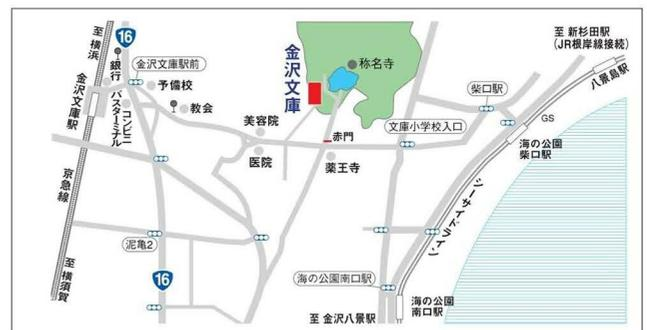 至 横浜
16
銀行
金沢文庫駅前
予備校
金沢文庫駅
バスターミナル
コンビニ
教会
美容院
医院
金沢文庫
称名寺
赤門
薬王寺
文庫小学校入口
柴口駅
至 新杉田駅
(JR根岸線接続)
八景島駅
GS
海の公園
柴口駅
シーサイドライン
京急線
至 横須賀
泥亀2
16
海の公園南口駅
海の公園
南口駅
至 金沢八景駅